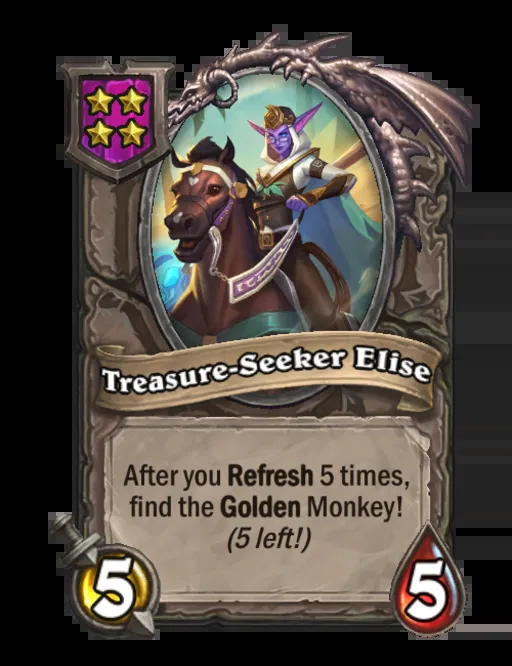 Treasure-Seeker Elise
After you Refresh 5 times,
find the Golden Monkey!
(5 left!)
5 5